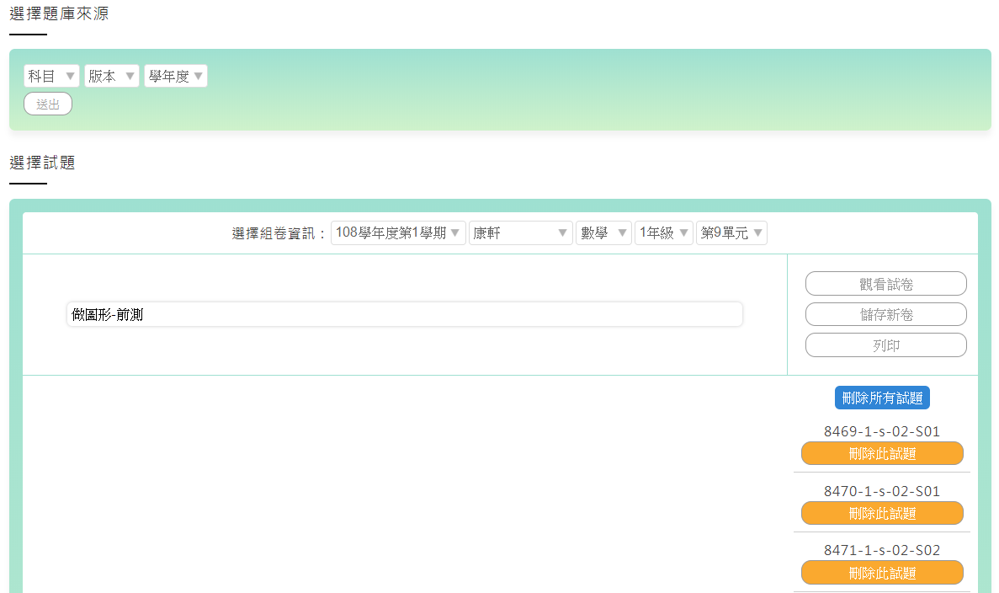 選擇題庫來源
科目 版本 學年度
送出
選擇試題
選擇組卷資訊： 108學年度第1學期 康軒 數學 1年級 第9單元
做圖形-前測
觀看試卷
儲存新卷
列印
刪除所有試題
8469-1-s-02-S01
刪除此試題
8470-1-s-02-S01
刪除此試題
8471-1-s-02-S02
刪除此試題